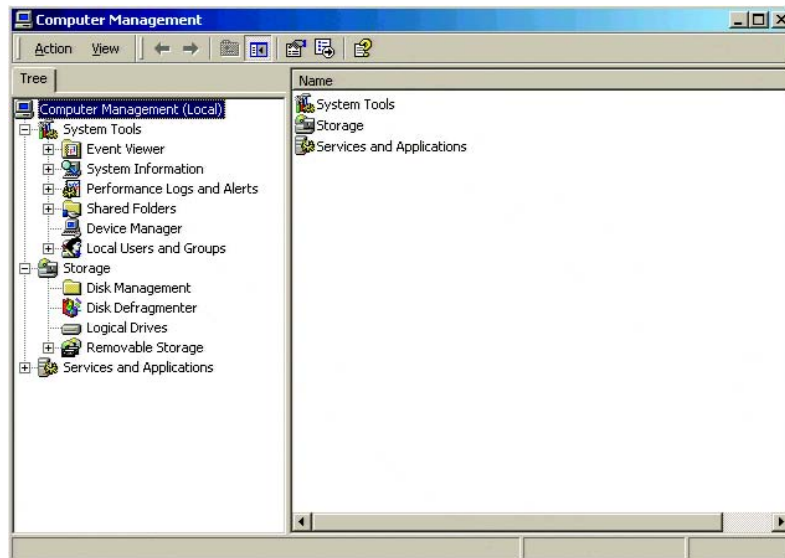 Computer Management
Action View
Tree
Computer Management (Local)
System Tools
Event Viewer
System Information
Performance Logs and Alerts
Shared Folders
Device Manager
Local Users and Groups
Storage
Disk Management
Disk Defragmenter
Logical Drives
Removable Storage
Services and Applications
Name
System Tools
Storage
Services and Applications